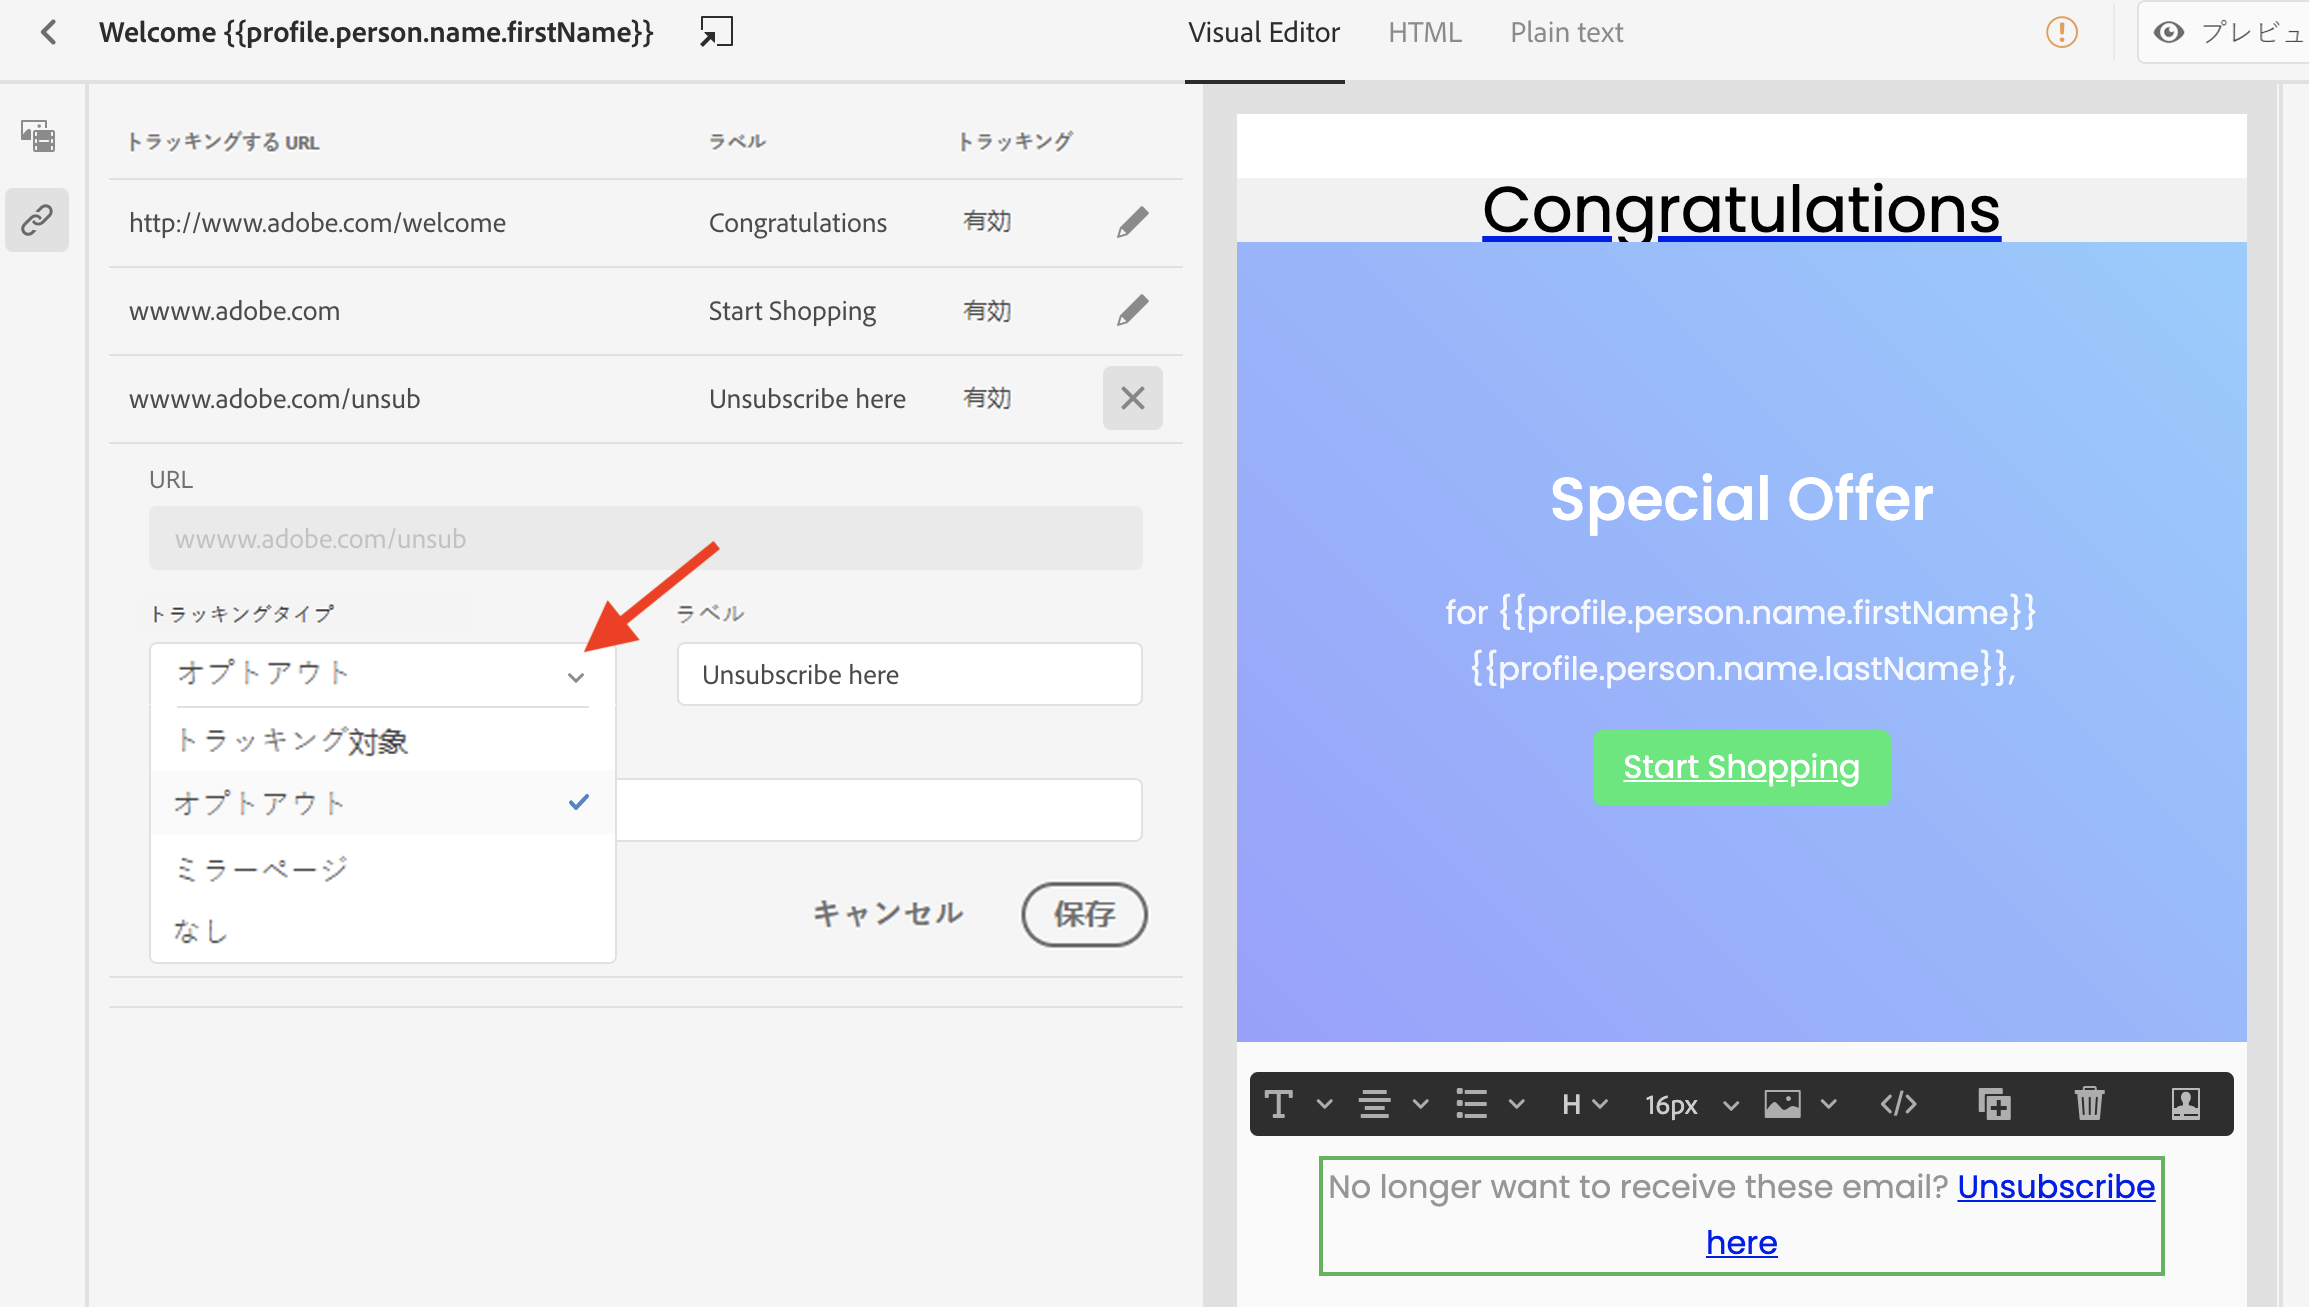 Welcome {{profile.person.name.firstName}}
Visual Editor
HTML
Plain text
プレビュ
トラッキングする URL
ラベル
トラッキング
http://www.adobe.com/welcome
Congratulations
有効
wwww.adobe.com
Start Shopping
有効
wwww.adobe.com/unsub
Unsubscribe here
有効
URL
wwww.adobe.com/unsub
トラッキングタイプ
ラベル
オプトアウト
Unsubscribe here
トラッキング対象
オプトアウト
ミラーページ
なし
キャンセル
保存
Congratulations
Special Offer
for {{profile.person.name.firstName}}
{{profile.person.name.lastName}},
Start Shopping
H
16px
No longer want to receive these email? Unsubscribe
here